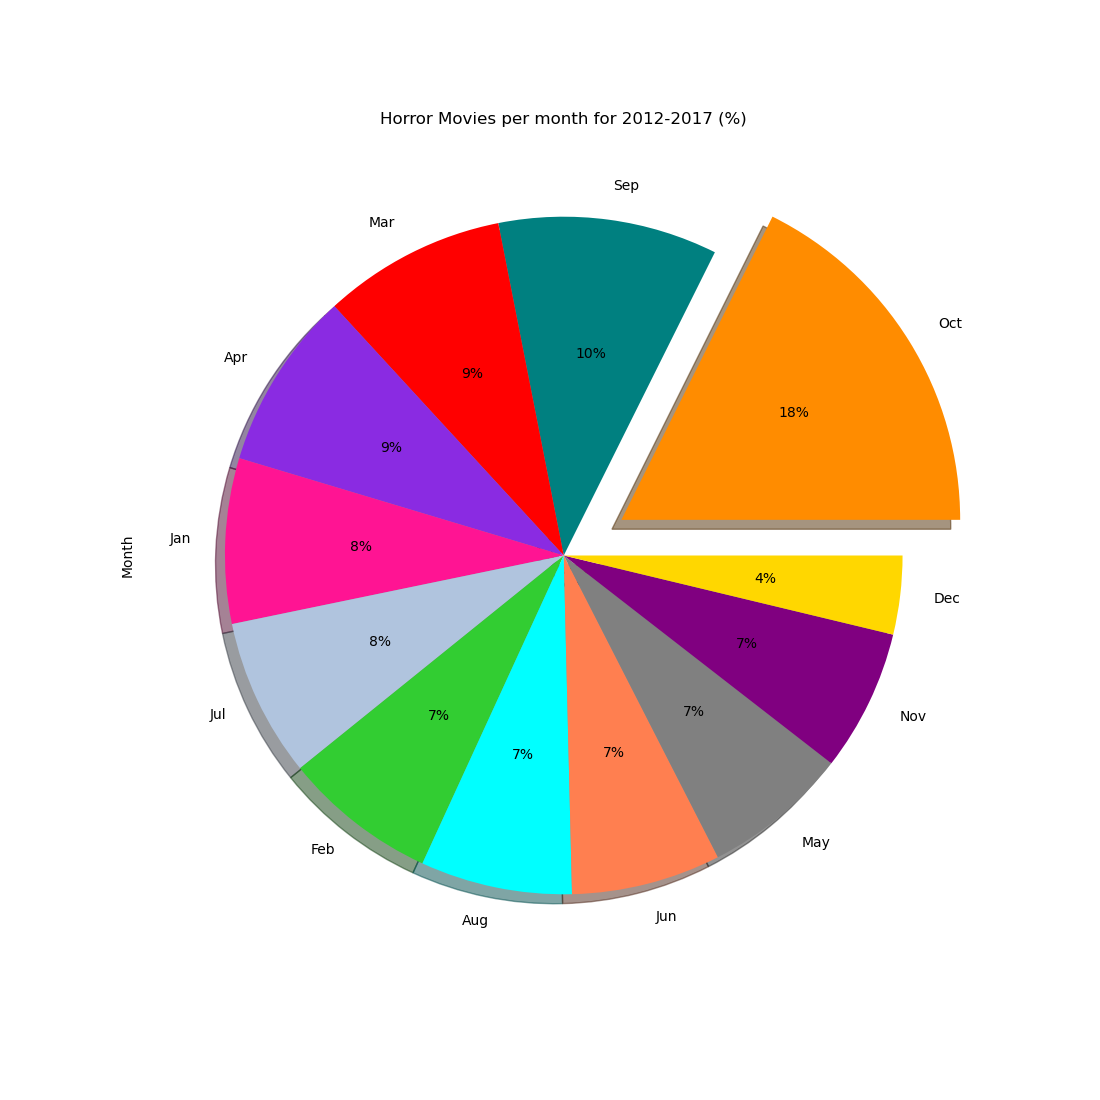 Horror Movies per month for 2012-2017 (%)
Sep
Mar
Oct
10%
Apr
9%
18%
9%
Jan
8%
Month
4%
Dec
8%
7%
Jul
7%
7%
Nov
7%
7%
Feb
May
Aug
Jun